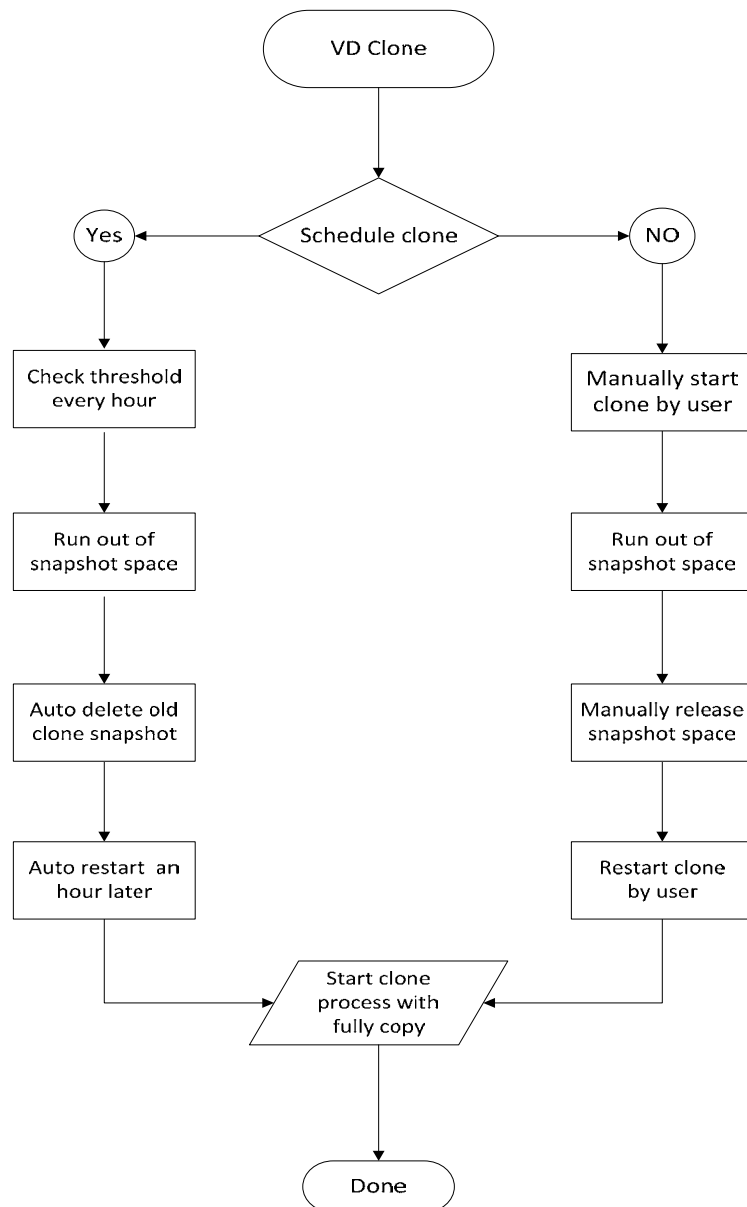 VD Clone
Schedule clone
Yes
NO
Check threshold
every hour
Manually start
clone by user
Run out of
snapshot space
Run out of
snapshot space
Auto delete old
clone snapshot
Manually release
snapshot space
Auto restart an
hour later
Restart clone
by user
Start clone
process with
fully copy
Done